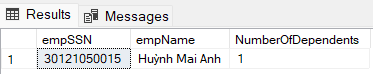 Results Messages
empSSN empName NumberOfDependents
1 30121050015 Huỳnh Mai Anh 1